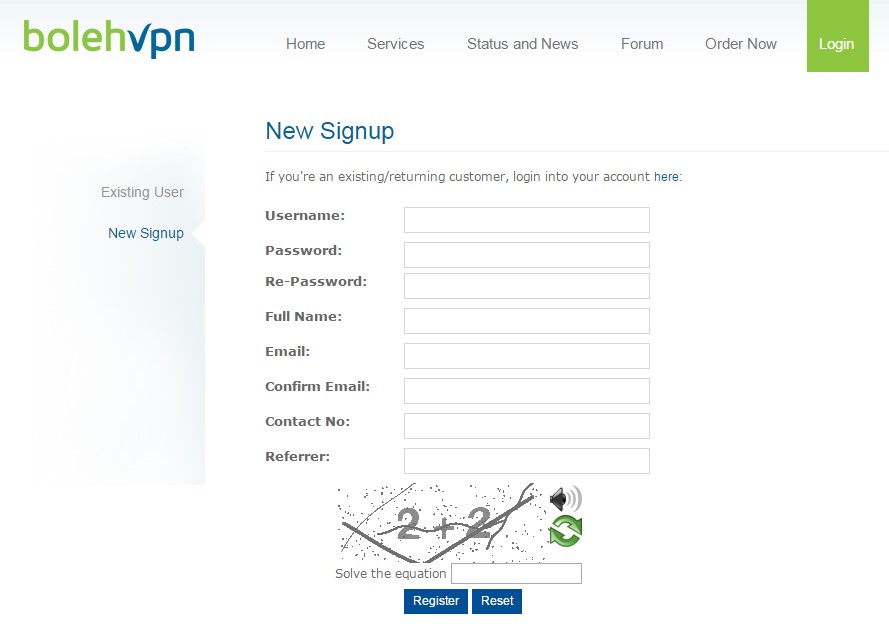 bolehvpn
Home Services Status and News Forum Order Now Login
New Signup
If you're an existing/returning customer, login into your account here:
Existing User
New Signup
Username:
Password:
Re-Password:
Full Name:
Email:
Confirm Email:
Contact No:
Referrer:
2 + 2
Solve the equation
Register Reset